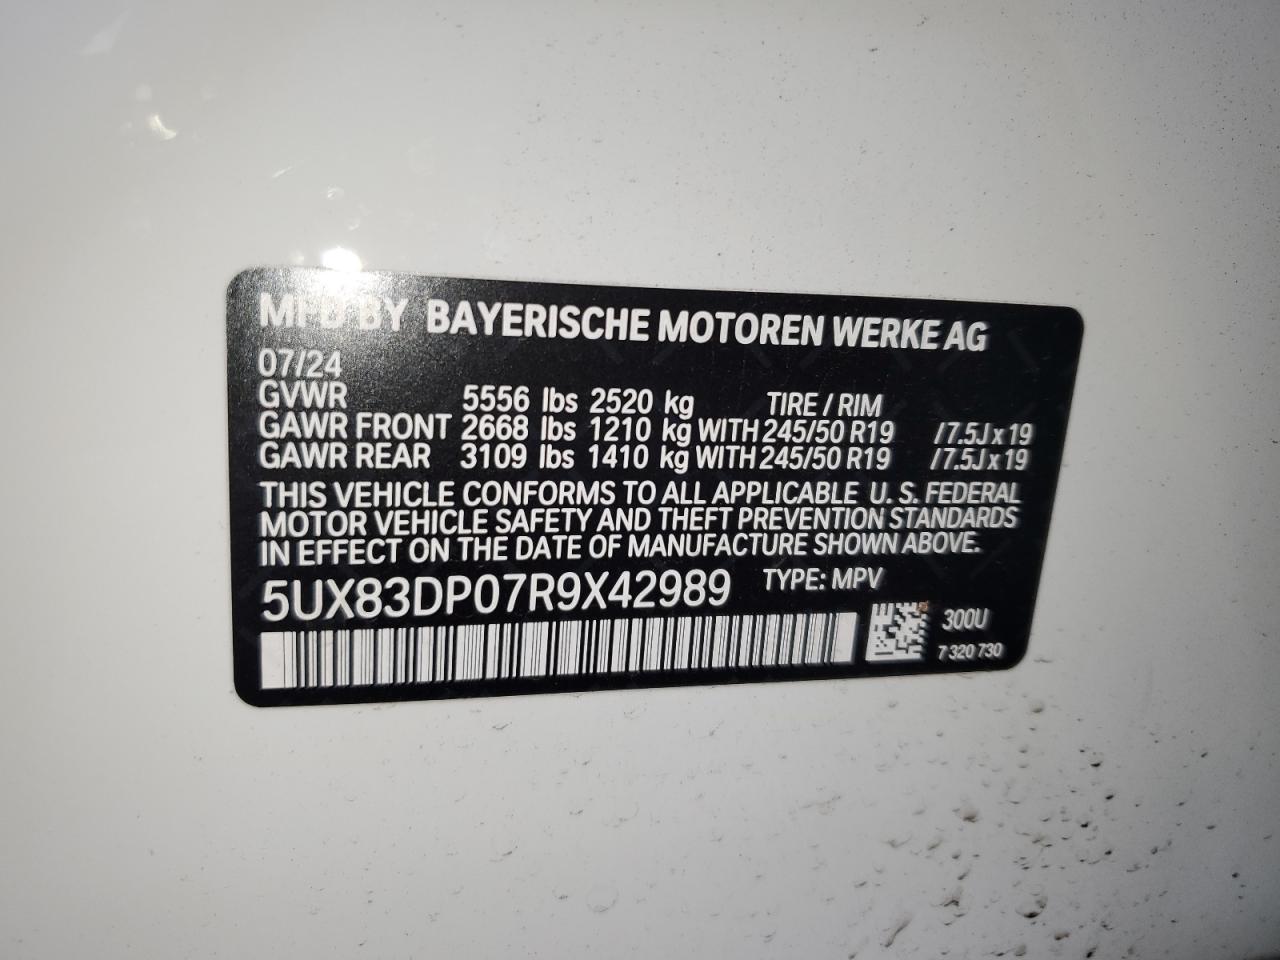 MFD BY BAYERISCHE MOTOREN WERKE AG
07/24
GVWR 5556 lbs 2520 kg TIRE / RIM
GAWR FRONT 2668 lbs 1210 kg WITH 245/50 R19 / 7.5J x 19
GAWR REAR 3109 lbs 1410 kg WITH 245/50 R19 / 7.5J x 19
THIS VEHICLE CONFORMS TO ALL APPLICABLE U. S. FEDERAL
MOTOR VEHICLE SAFETY AND THEFT PREVENTION STANDARDS
IN EFFECT ON THE DATE OF MANUFACTURE SHOWN ABOVE.
5UX83DP07R9X42989 TYPE: MPV
300U
7 320 730